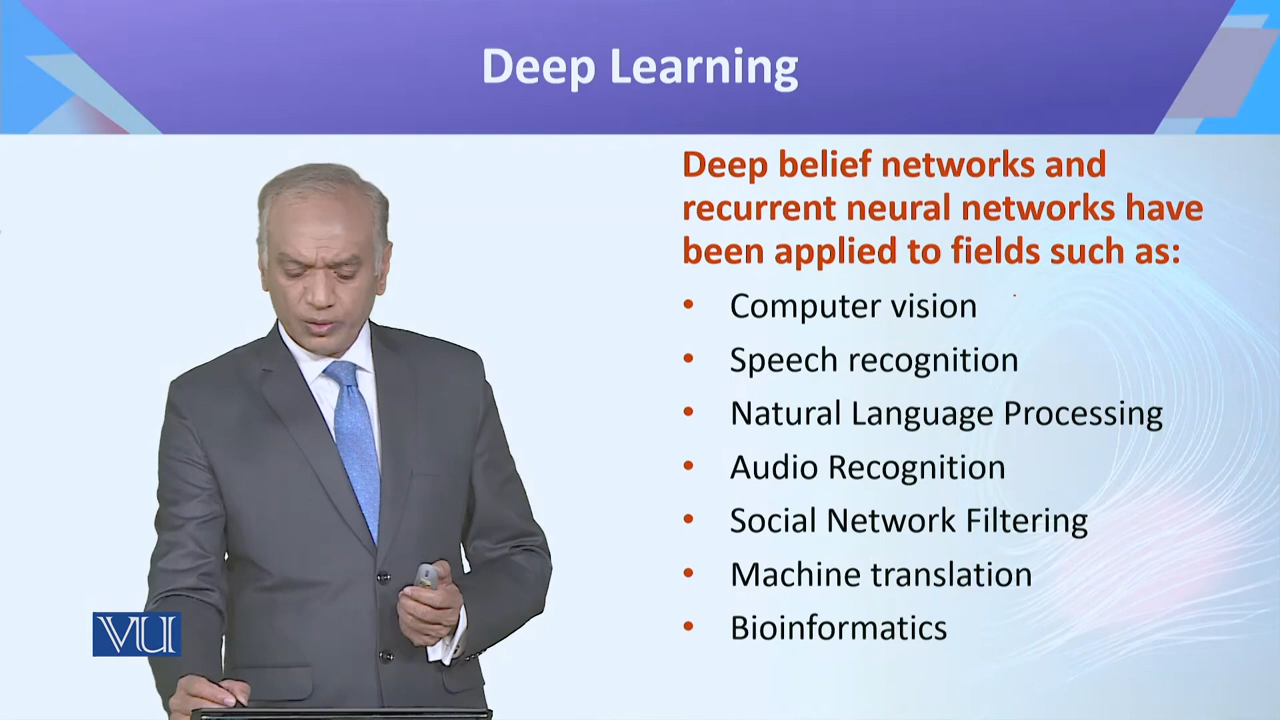 Deep Learning
Deep belief networks and
recurrent neural networks have
been applied to fields such as:
• Computer vision
• Speech recognition
• Natural Language Processing
• Audio Recognition
• Social Network Filtering
• Machine translation
• Bioinformatics
VU